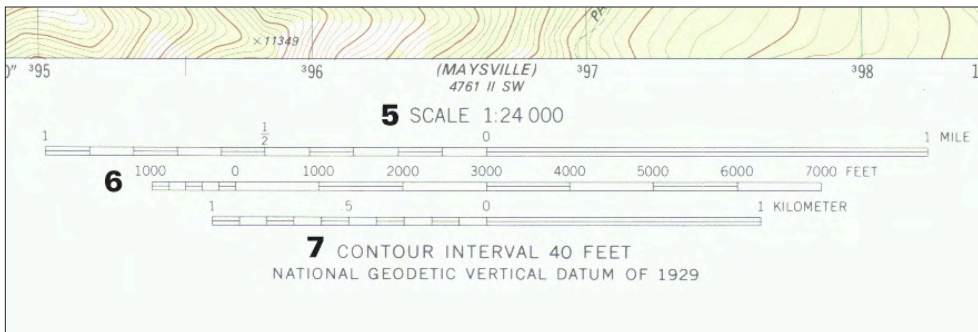 PA
×11349
0" ³95 ³96 ³97 ³98 1
(MAYSVILLE)
4761 II SW
5 SCALE 1:24 000
1 1/2 0 1 MILE
6 1000 0 1000 2000 3000 4000 5000 6000 7000 FEET
1 .5 0 1 KILOMETER
7 CONTOUR INTERVAL 40 FEET
NATIONAL GEODETIC VERTICAL DATUM OF 1929